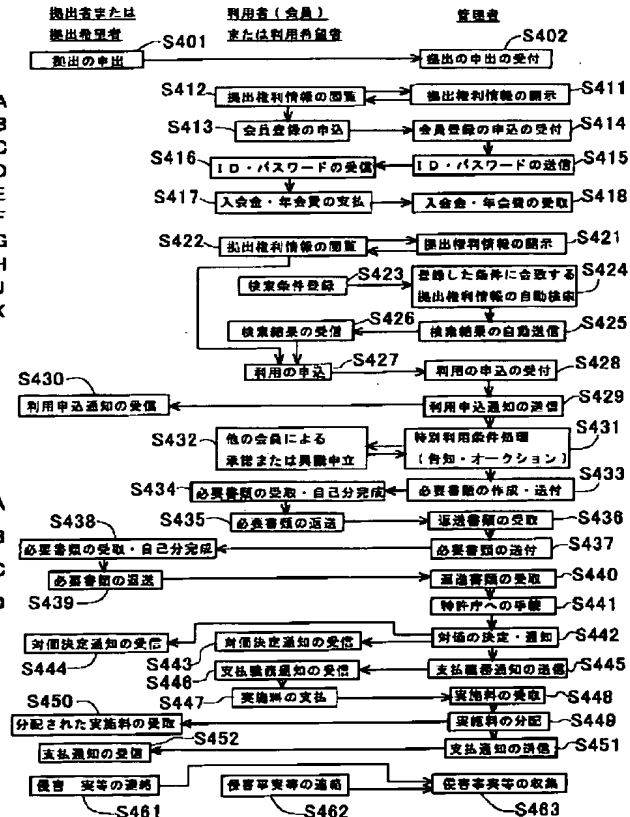 拠出者または 利用者(会員) 管理者
拠出希望者 または利用希望者
S401 S402
拠出の申出 拠出の申出の受付
A
S412 拠出権利情報の閲覧 拠出権利情報の開示 S411
B
S413 会員登録の申込 会員登録の申込の受付 S414
C
S416 ID・パスワードの受信 ID・パスワードの送信 S415
D
E
S417 入会金・年会費の支払 入会金・年会費の受取 S418
F
G
S422 拠出権利情報の閲覧 拠出権利情報の開示 S421
H
S423 S424
検索条件登録 登録した条件に合致する
拠出権利情報の自動検索
J
K
S426 S425
検索結果の受信 検索結果の自動送信
S427 S428
利用の申込 利用の申込の受付
S430 S429
利用申込通知の受信 利用申込通知の送信
S432 他の会員による 特別利用条件処理 S431
承諾または異議申立 (告知・オークション)
S434 S433
必要書類の受取・自己分完成 必要書類の作成・送付
A
S438 S435 必要書類の返送 返送書類の受取 S436
B
必要書類の受取・自己分完成 必要書類の送付 S437
C
必要書類の返送 返送書類の受取 S440
S439
特許庁への手続 S441
対価決定通知の受信 対価決定通知の受信 対価の決定・通知 S442
S444 S443
S446 支払義務通知の受信 支払義務通知の送信 S445
S450 S447 実施料の支払 実施料の受取 S448
分配された実施料の受取 実施料の分配 S449
S452
支払通知の受信 支払通知の送信 S451
侵害 実等の連絡 侵害事実等の連絡 侵害事実等の収集
S461 S462 S463